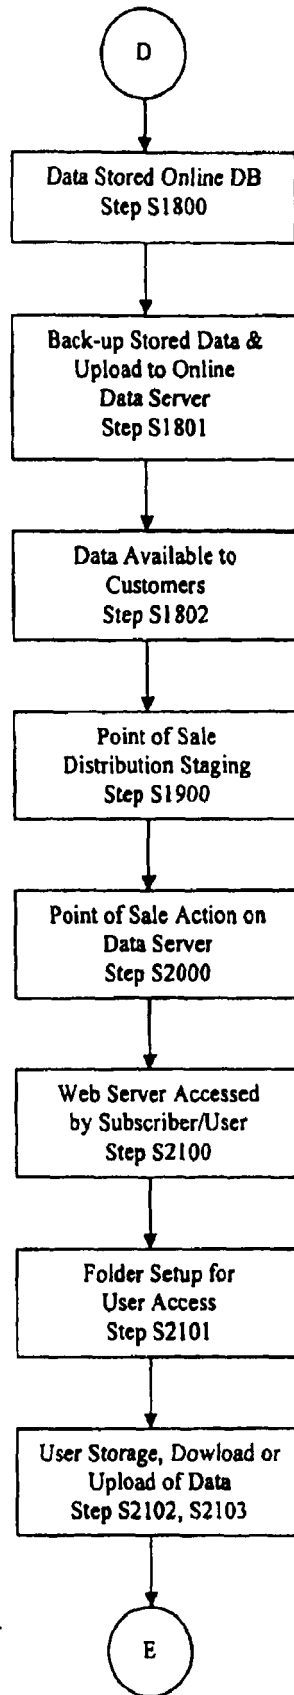 D
Data Stored Online DB
Step S1800
Back-up Stored Data &
Upload to Online
Data Server
Step S1801
Data Available to
Customers
Step S1802
Point of Sale
Distribution Staging
Step S1900
Point of Sale Action on
Data Server
Step S2000
Web Server Accessed
by Subscriber/User
Step S2100
Folder Setup for
User Access
Step S2101
User Storage, Dowload or
Upload of Data
Step S2102, S2103
E